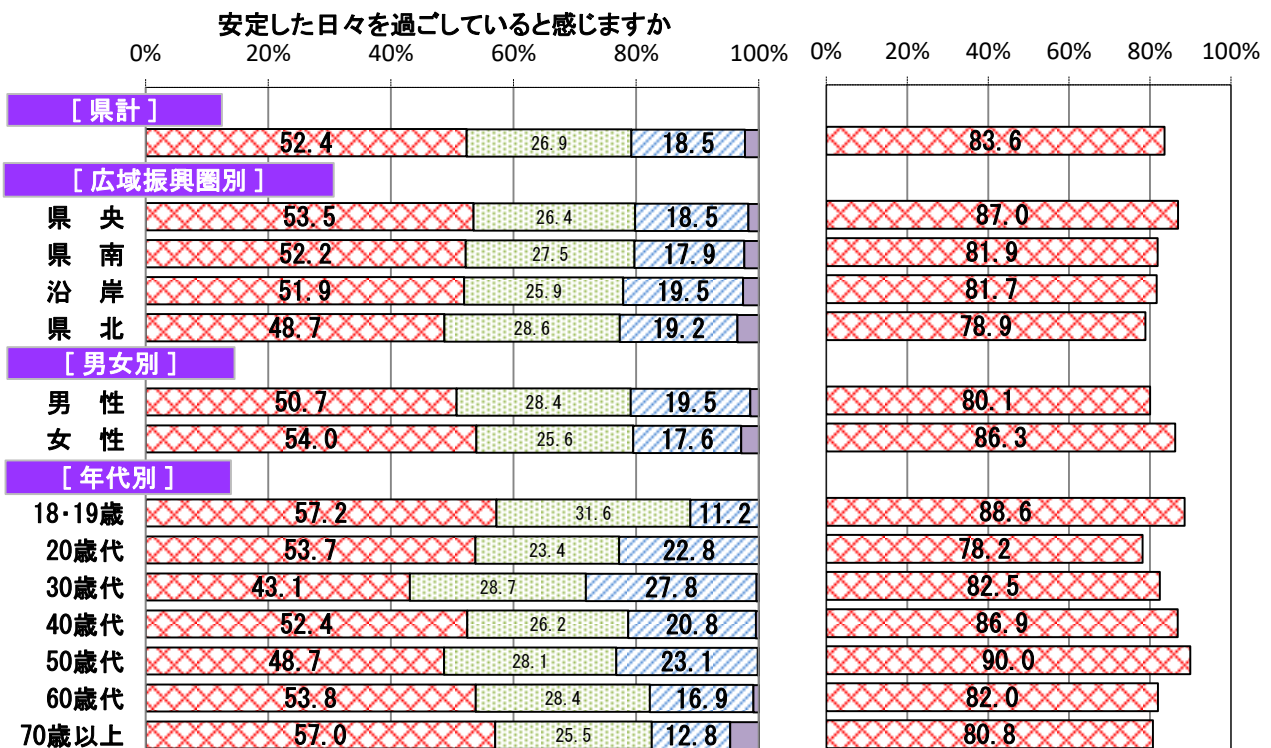 安定した日々を過ごしていると感じますか
0% 20% 40% 60% 80% 100% 0% 20% 40% 60% 80% 100%
[ 県計 ]
52.4 26.9 18.5 83.6
[ 広域振興圏別 ]
県 央 53.5 26.4 18.5 87.0
県 南 52.2 27.5 17.9 81.9
沿 岸 51.9 25.9 19.5 81.7
県 北 48.7 28.6 19.2 78.9
[ 男女別 ]
男 性 50.7 28.4 19.5 80.1
女 性 54.0 25.6 17.6 86.3
[ 年代別 ]
18・19歳 57.2 31.6 11.2 88.6
20歳代 53.7 23.4 22.8 78.2
30歳代 43.1 28.7 27.8 82.5
40歳代 52.4 26.2 20.8 86.9
50歳代 48.7 28.1 23.1 90.0
60歳代 53.8 28.4 16.9 82.0
70歳以上 57.0 25.5 12.8 80.8